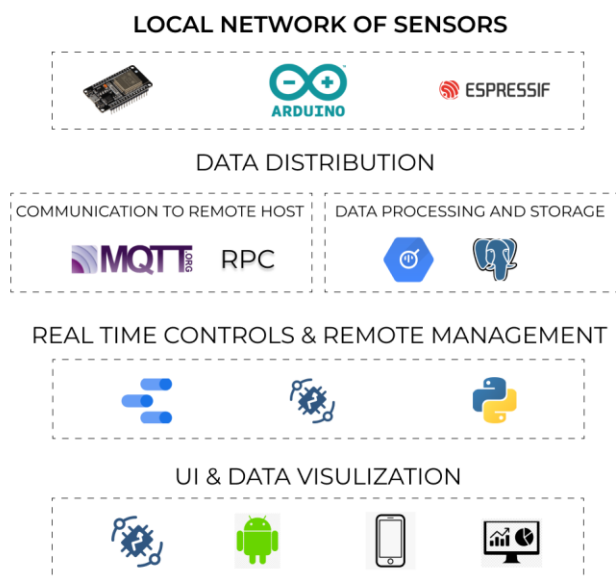 LOCAL NETWORK OF SENSORS
ARDUINO
ESPRESSIF
DATA DISTRIBUTION
COMMUNICATION TO REMOTE HOST
DATA PROCESSING AND STORAGE
MQTT.ORG
RPC
REAL TIME CONTROLS & REMOTE MANAGEMENT
UI & DATA VISULIZATION